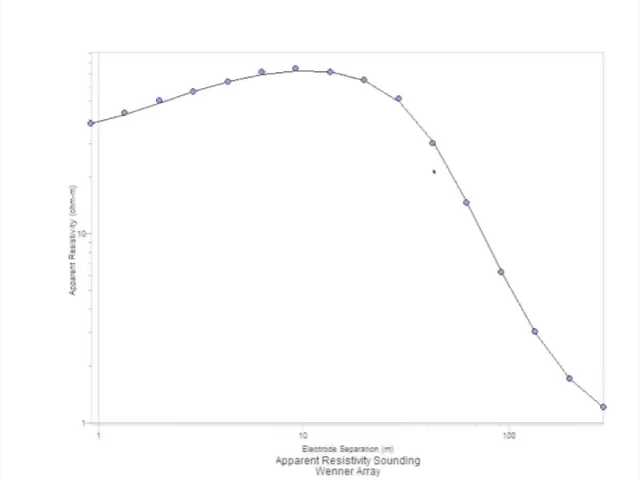 Apparent Resistivity (ohm-m)
10
1
1
10
100
Electrode Separation (m)
Apparent Resistivity Sounding
Wenner Array